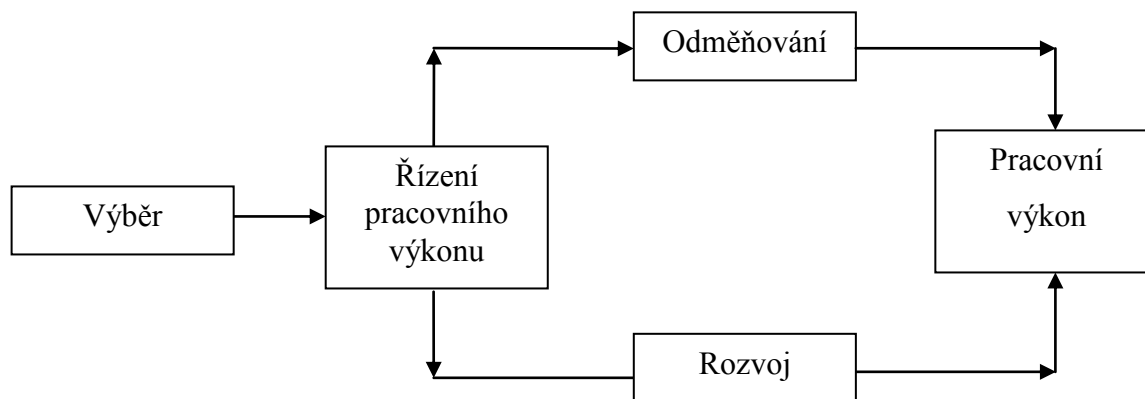 Odměňování
Výběr
Řízení
pracovního
výkonu
Pracovní
výkon
Rozvoj